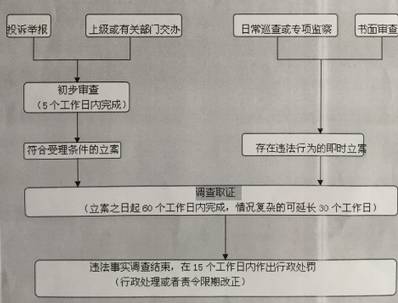 投诉举报
上级或有关部门交办
日常巡查或专项监察
书面审查
初步审查
(5个工作日内完成)
符合受理条件的立案
存在违法行为的即时立案
调查取证
(立案之日起60个工作日内完成，情况复杂的可延长30个工作日)
违法事实调查结束，在15个工作日内作出行政处罚
(行政处理或者责令限期改正)